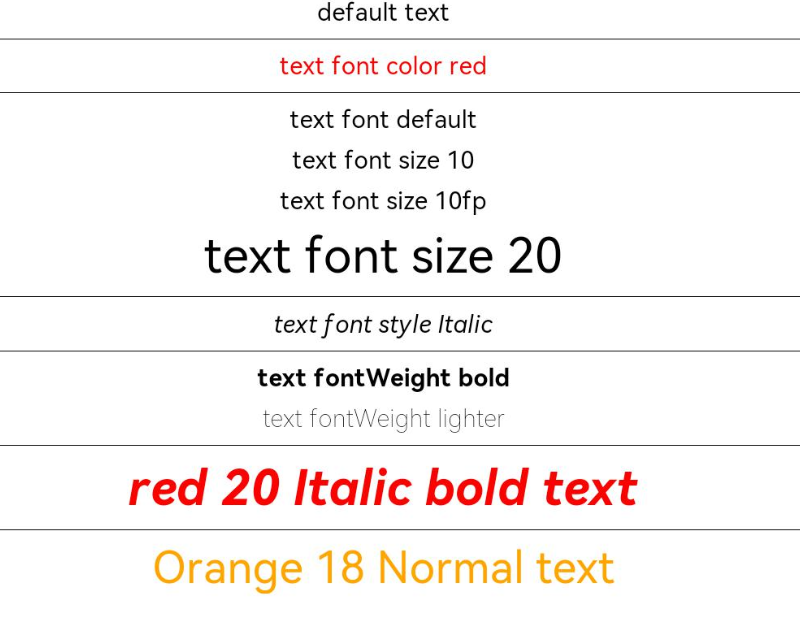 default text
text font color red
text font default
text font size 10
text font size 10fp
text font size 20
text font style Italic
text fontWeight bold
text fontWeight lighter
red 20 Italic bold text
Orange 18 Normal text